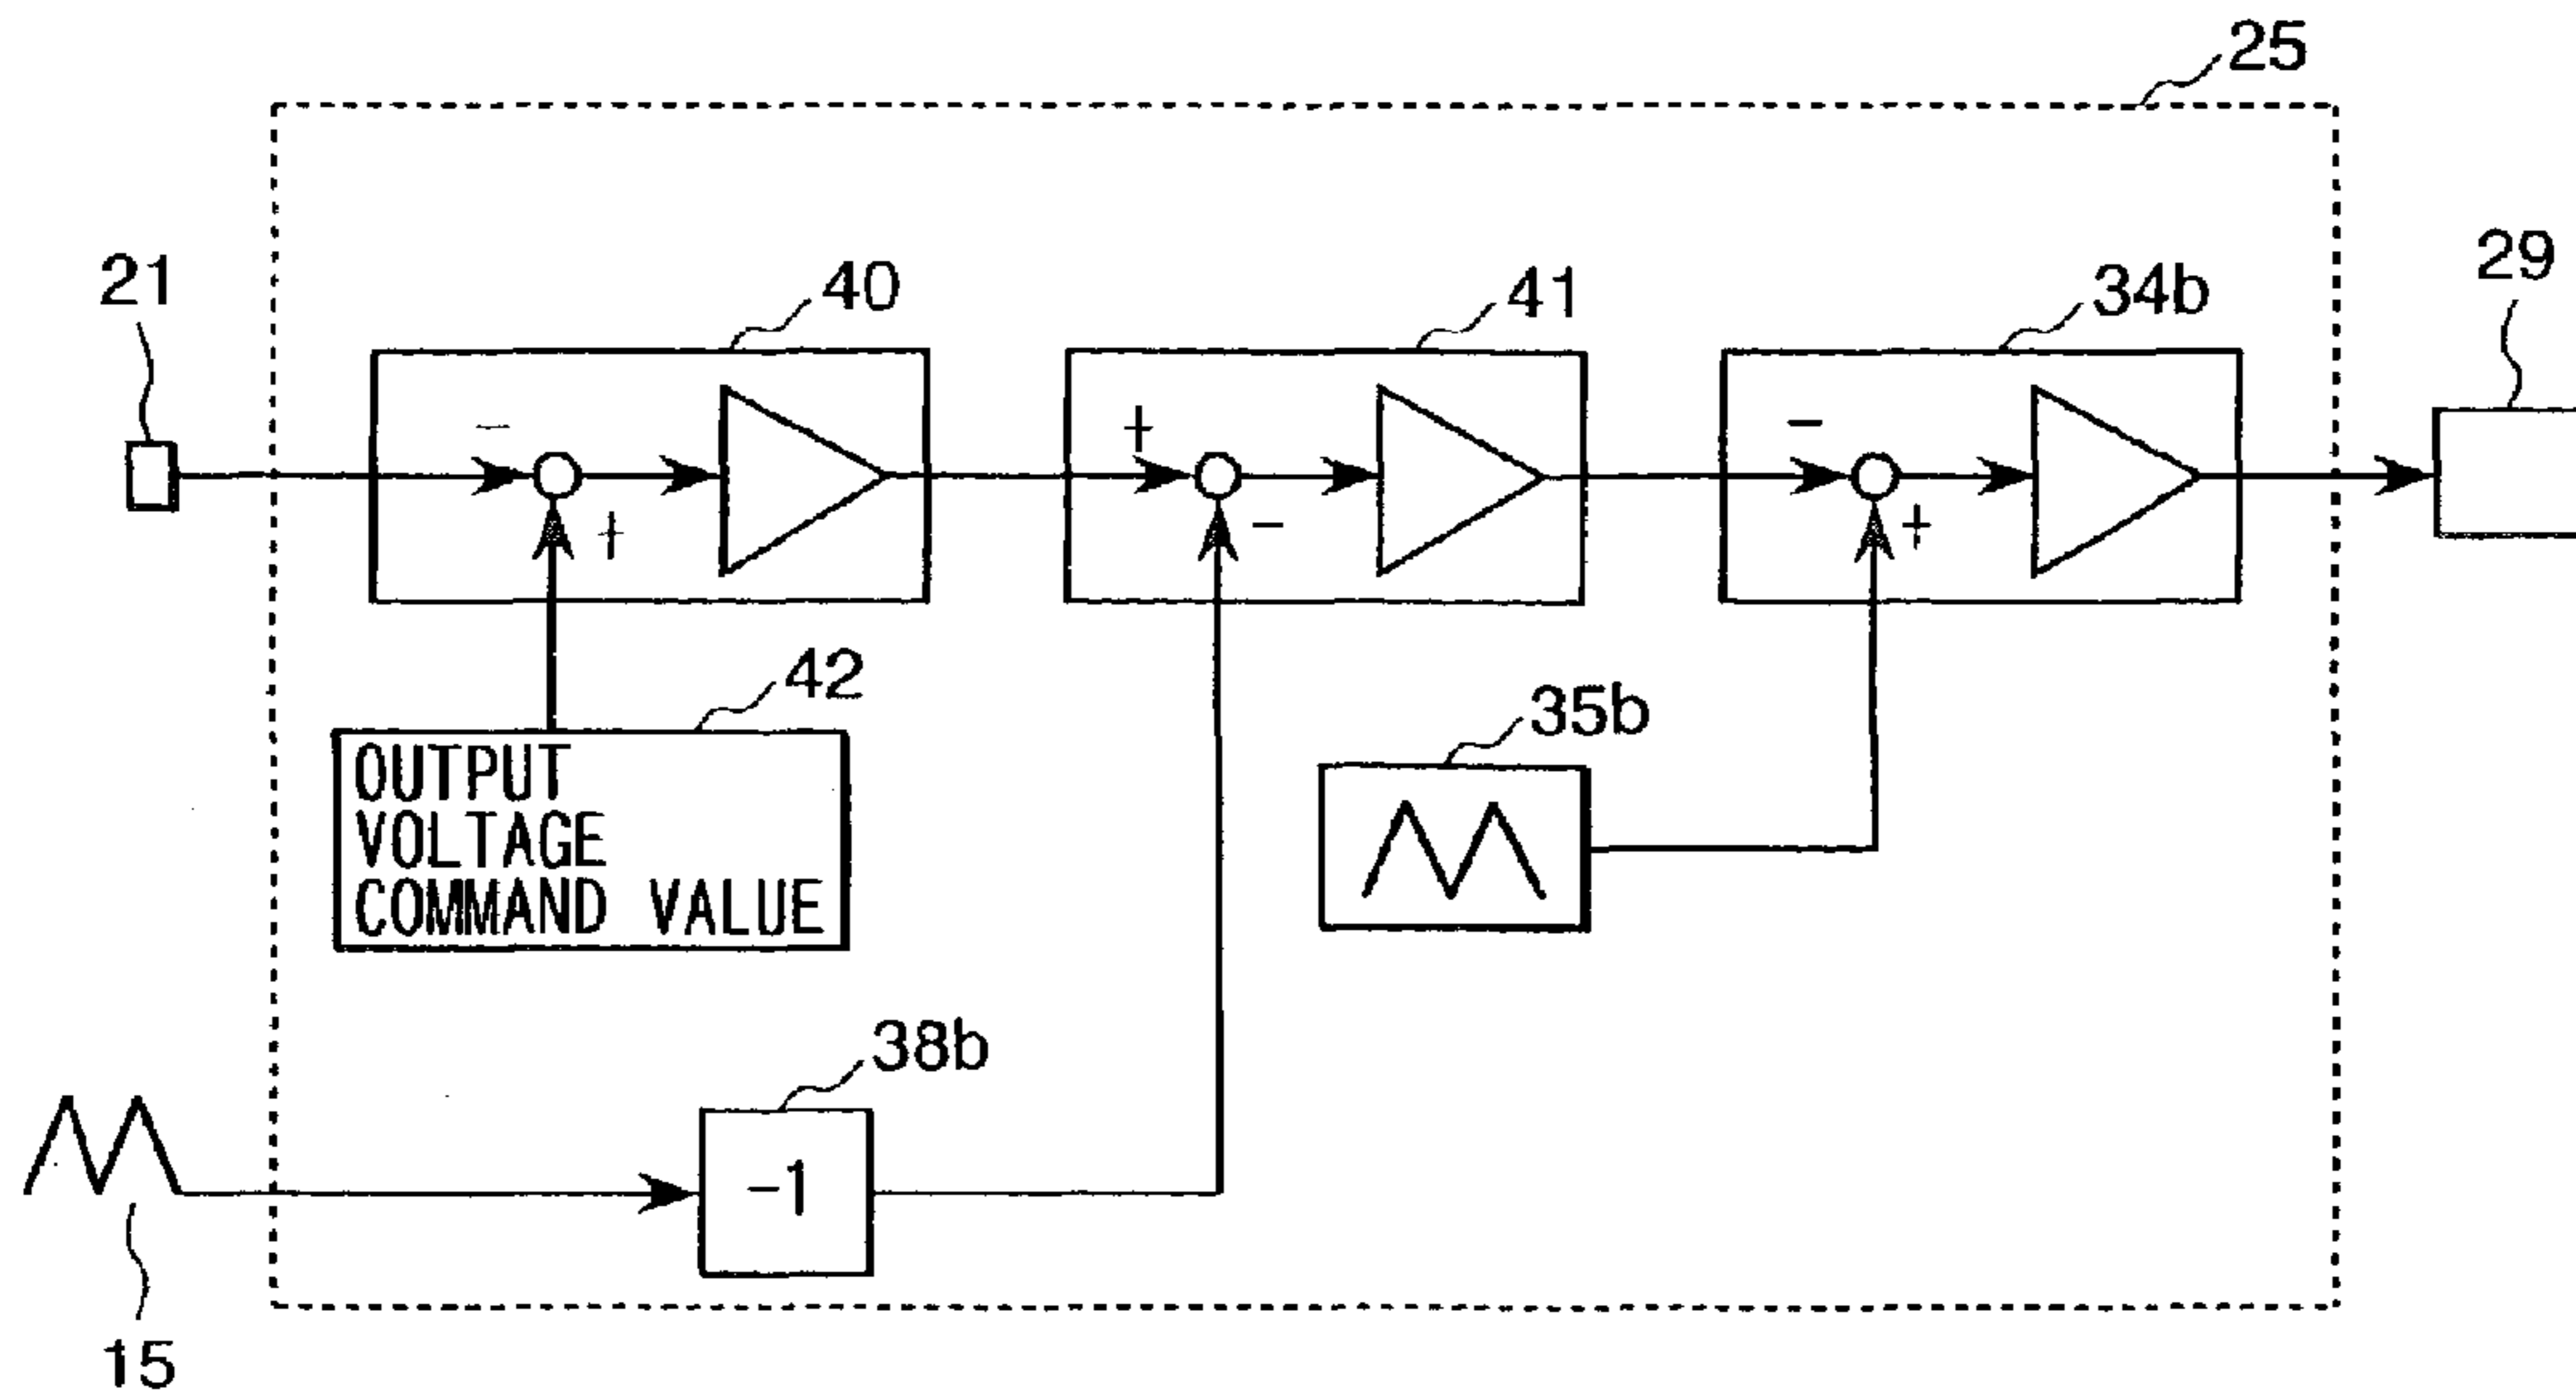 25
21
40
41
34b
29
-
+
-
+
-
+
42
35b
OUTPUT
VOLTAGE
COMMAND VALUE
38b
-1
15